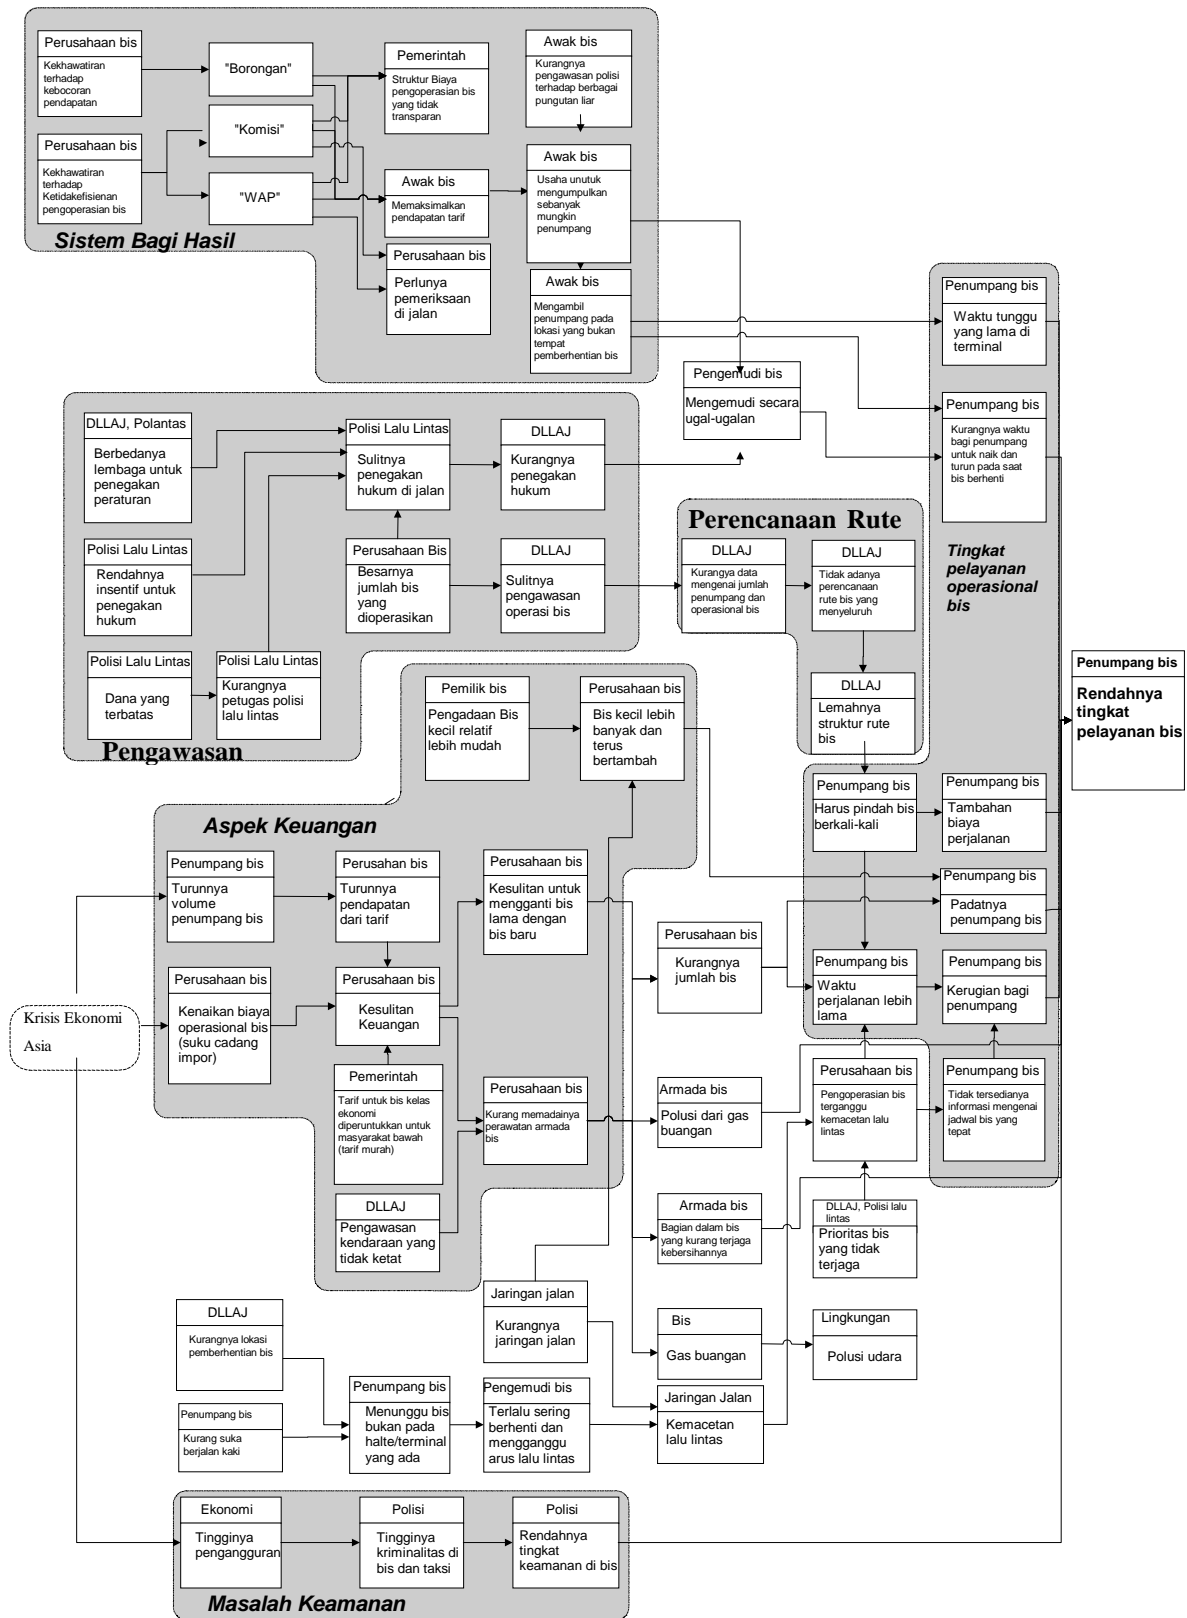 Perusahaan bis
Kekhawatiran
terhadap
kebocoran
pendapatan
"Borongan"
Pemerintah
Struktur Biaya
pengoperasian bis
yang tidak
transparan
Awak bis
Kurangnya
pengawasan polisi
terhadap berbagai
pungutan liar
Perusahaan bis
Kekhawatiran
terhadap
Ketidakefisienan
pengoperasian bis
"Komisi"
"WAP"
Awak bis
Memaksimalkan
pendapatan tarif
Awak bis
Usaha unutuk
mengumpulkan
sebanyak
mungkin
penumpang
Sistem Bagi Hasil
Perusahaan bis
Perlunya
pemeriksaan
di jalan
Awak bis
Mengambil
penumpang pada
lokasi yang bukan
tempat
pemberhentian bis
Penumpang bis
Waktu tunggu
yang lama di
terminal
Pengemudi bis
Mengemudi secara
ugal-ugalan
Penumpang bis
Kurangnya waktu
bagi penumpang
untuk naik dan
turun pada saat
bis berhenti
DLLAJ, Polantas
Berbedanya
lembaga untuk
penegakan
peraturan
Polisi Lalu Lintas
Sulitnya
penegakan
hukum di jalan
DLLAJ
Kurangnya
penegakan
hukum
Polisi Lalu Lintas
Rendahnya
insentif untuk
penegakan
hukum
Perusahaan Bis
Besarnya
jumlah bis
yang
dioperasikan
DLLAJ
Sulitnya
pengawasan
operasi bis
Perencanaan Rute
DLLAJ
Kurangya data
mengenai jumlah
penumpang dan
operasional bis
DLLAJ
Tidak adanya
perencanaan
rute bis yang
menyeluruh
Tingkat
pelayanan
operasional
bis
Polisi Lalu Lintas
Dana yang
terbatas
Polisi Lalu Lintas
Kurangnya
petugas polisi
lalu lintas
Pengawasan
Pemilik bis
Pengadaan Bis
kecil relatif
lebih mudah
Perusahaan bis
Bis kecil lebih
banyak dan
terus
bertambah
DLLAJ
Lemahnya
struktur rute
bis
Penumpang bis
Rendahnya
tingkat
pelayanan bis
Aspek Keuangan
Penumpang bis
Harus pindah bis
berkali-kali
Penumpang bis
Tambahan
biaya
perjalanan
Penumpang bis
Turunnya
volume
penumpang bis
Perusahan bis
Turunnya
pendapatan
dari tarif
Perusahaan bis
Kesulitan untuk
mengganti bis
lama dengan
bis baru
Penumpang bis
Padatnya
penumpang bis
Perusahaan bis
Kurangnya
jumlah bis
Penumpang bis
Waktu
perjalanan lebih
lama
Penumpang bis
Kerugian bagi
penumpang
Krisis Ekonomi
Asia
Perusahaan bis
Kenaikan biaya
operasional bis
(suku cadang
impor)
Perusahaan bis
Kesulitan
Keuangan
Pemerintah
Tarif untuk bis kelas
ekonomi
diperuntukkan untuk
masyarakat bawah
(tarif murah)
Perusahaan bis
Kurang memadainya
perawatan armada
bis
Armada bis
Polusi dari gas
buangan
Perusahaan bis
Pengoperasian bis
terganggu
kemacetan lalu
lintas
Penumpang bis
Tidak tersedianya
informasi mengenai
jadwal bis yang
tepat
DLLAJ
Pengawasan
kendaraan yang
tidak ketat
Armada bis
Bagian dalam bis
yang kurang terjaga
kebersihannya
DLLAJ, Polisi lalu
lintas
Prioritas bis
yang tidak
terjaga
Jaringan jalan
Kurangnya
jaringan jalan
Bis
Gas buangan
Lingkungan
Polusi udara
DLLAJ
Kurangnya lokasi
pemberhentian bis
Penumpang bis
Kurang suka
berjalan kaki
Penumpang bis
Menunggu bis
bukan pada
halte/terminal
yang ada
Pengemudi bis
Terlalu sering
berhenti dan
mengganggu
arus lalu lintas
Jaringan Jalan
Kemacetan
lalu lintas
Ekonomi
Tingginya
pengangguran
Polisi
Tingginya
kriminalitas di
bis dan taksi
Polisi
Rendahnya
tingkat
keamanan di bis
Masalah Keamanan